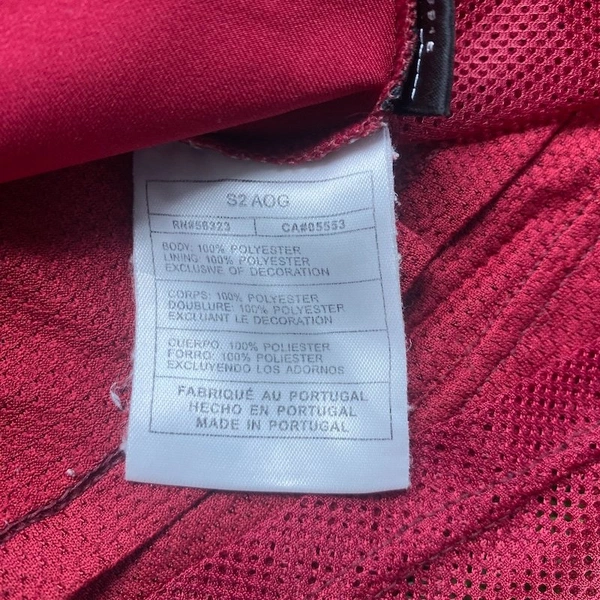 S2 AOG
RN#56323 CA#05553
BODY: 100% POLYESTER
LINING: 100% POLYESTER
EXCLUSIVE OF DECORATION
CORPS: 100% POLYESTER
DOUBLURE: 100% POLYESTER
EXCLUANT LE DECORATION
CUERPO: 100% POLIESTER
FORRO: 100% POLIESTER
EXCLUYENDO LOS ADORNOS
FABRIQUÉ AU PORTUGAL
HECHO EN PORTUGAL
MADE IN PORTUGAL